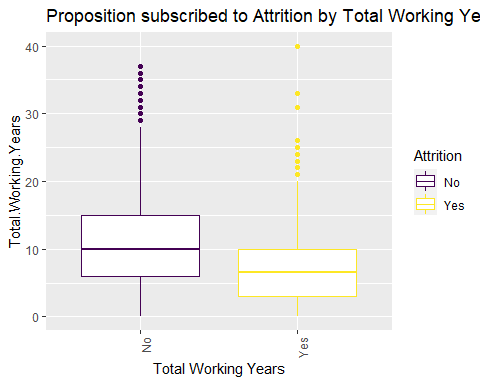 Proposition subscribed to Attrition by Total Working Ye
40
30
20
10
0
Total.Working.Years
No
Yes
Total Working Years
Attrition
No
Yes